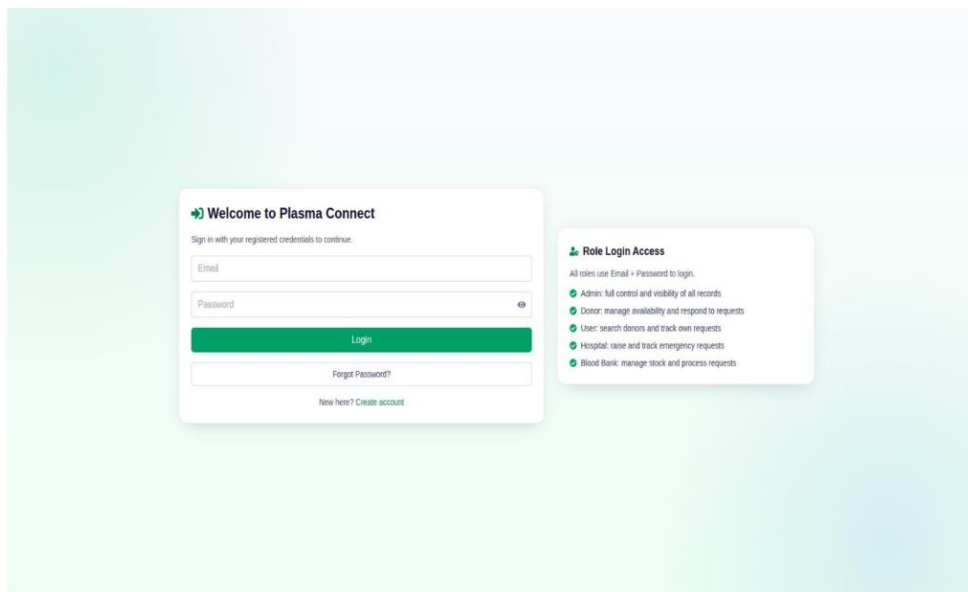 Welcome to Plasma Connect
Sign in with your registered credentials to continue.
Email
Password
Login
Forgot Password?
New here? Create account
Role Login Access
All roles use Email + Password to login.
Admin: full control and visibility of all records
Donor: manage availability and respond to requests
User: search donors and track own requests
Hospital: raise and track emergency requests
Blood Bank: manage stock and process requests